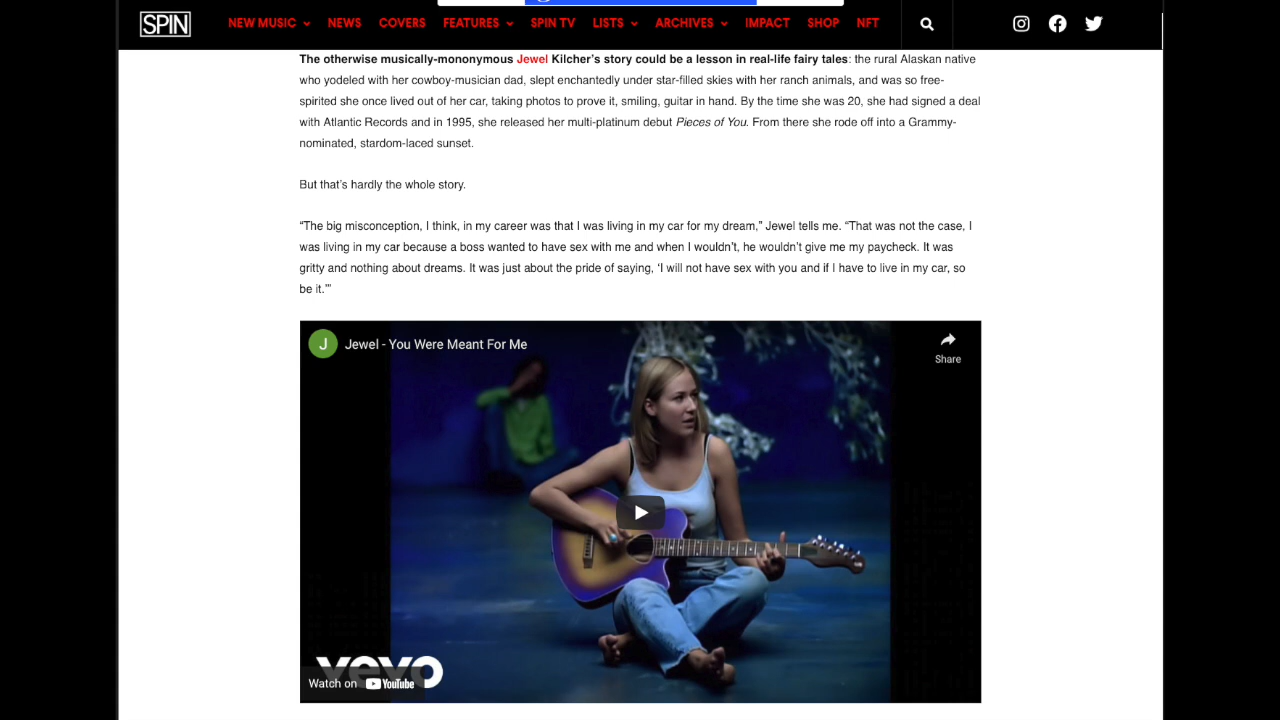 SPIN NEW MUSIC NEWS COVERS FEATURES SPIN TV LISTS ARCHIVES IMPACT SHOP NFT
The otherwise musically-mononymous Jewel Kilcher’s story could be a lesson in real-life fairy tales: the rural Alaskan native
who yodeled with her cowboy-musician dad, slept enchantedly under star-filled skies with her ranch animals, and was so free-
spirited she once lived out of her car, taking photos to prove it, smiling, guitar in hand. By the time she was 20, she had signed a deal
with Atlantic Records and in 1995, she released her multi-platinum debut Pieces of You. From there she rode off into a Grammy-
nominated, stardom-laced sunset.
But that’s hardly the whole story.
“The big misconception, I think, in my career was that I was living in my car for my dream,” Jewel tells me. “That was not the case, I
was living in my car because a boss wanted to have sex with me and when I wouldn’t, he wouldn’t give me my paycheck. It was
gritty and nothing about dreams. It was just about the pride of saying, ‘I will not have sex with you and if I have to live in my car, so
be it.’”
J Jewel - You Were Meant For Me
Share
vevo
Watch on YouTube